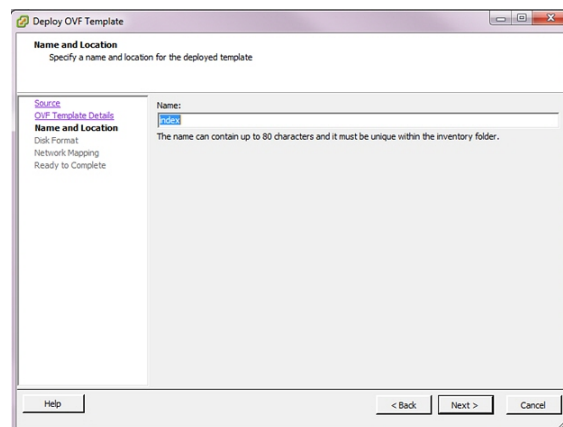 Deploy OVF Template
Name and Location
Specify a name and location for the deployed template
Source
OVF Template Details
Name and Location
Disk Format
Network Mapping
Ready to Complete
Name:
index
The name can contain up to 80 characters and it must be unique within the inventory folder.
Help
< Back
Next >
Cancel